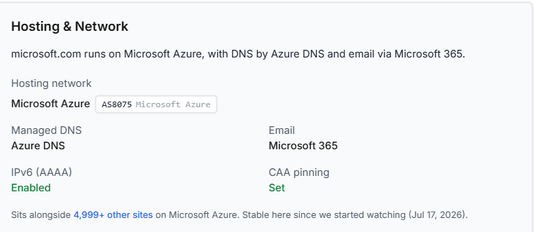 Hosting & Network
microsoft.com runs on Microsoft Azure, with DNS by Azure DNS and email via Microsoft 365.
Hosting network
Microsoft Azure AS8075 Microsoft Azure
Managed DNS
Azure DNS
Email
Microsoft 365
IPv6 (AAAA)
Enabled
CAA pinning
Set
Sits alongside 4,999+ other sites on Microsoft Azure. Stable here since we started watching (Jul 17, 2026).